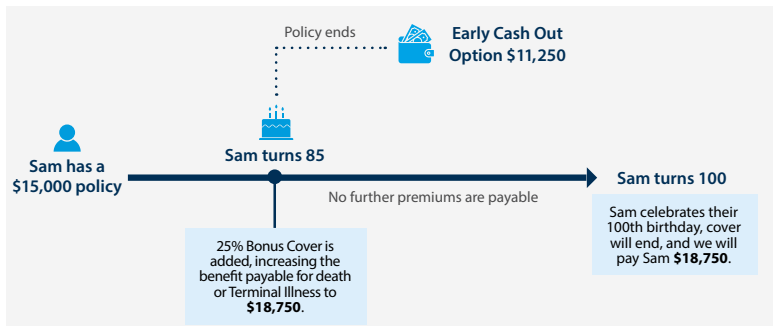 Policy ends
Early Cash Out
Option $11,250
Sam has a
$15,000 policy
Sam turns 85
No further premiums are payable
Sam turns 100
25% Bonus Cover is
added, increasing the
benefit payable for death
or Terminal Illness to
$18,750.
Sam celebrates their
100th birthday, cover
will end, and we will
pay Sam $18,750.